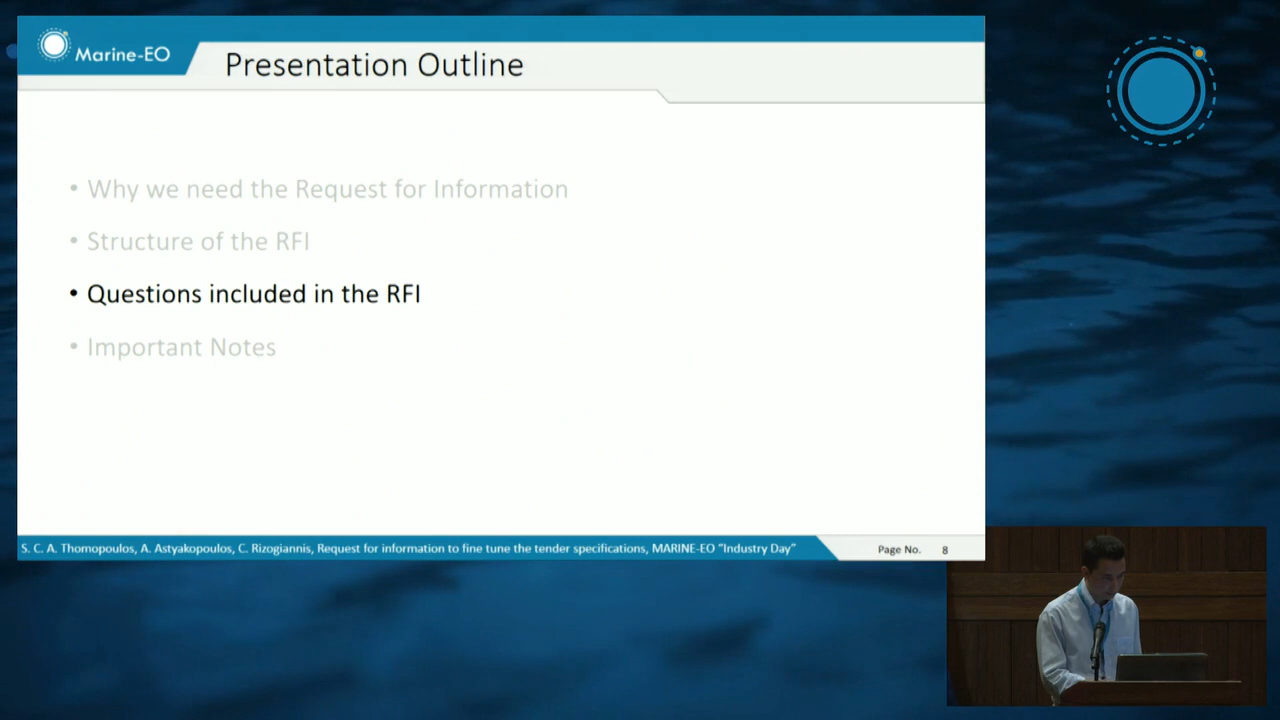 Marine-EO
Presentation Outline
• Why we need the Request for Information
• Structure of the RFI
• Questions included in the RFI
• Important Notes
S. C. A. Thomopoulos, A. Astyakopoulos, C. Rizogiannis, Request for information to fine tune the tender specifications, MARINE-EO "Industry Day"
Page No. 8